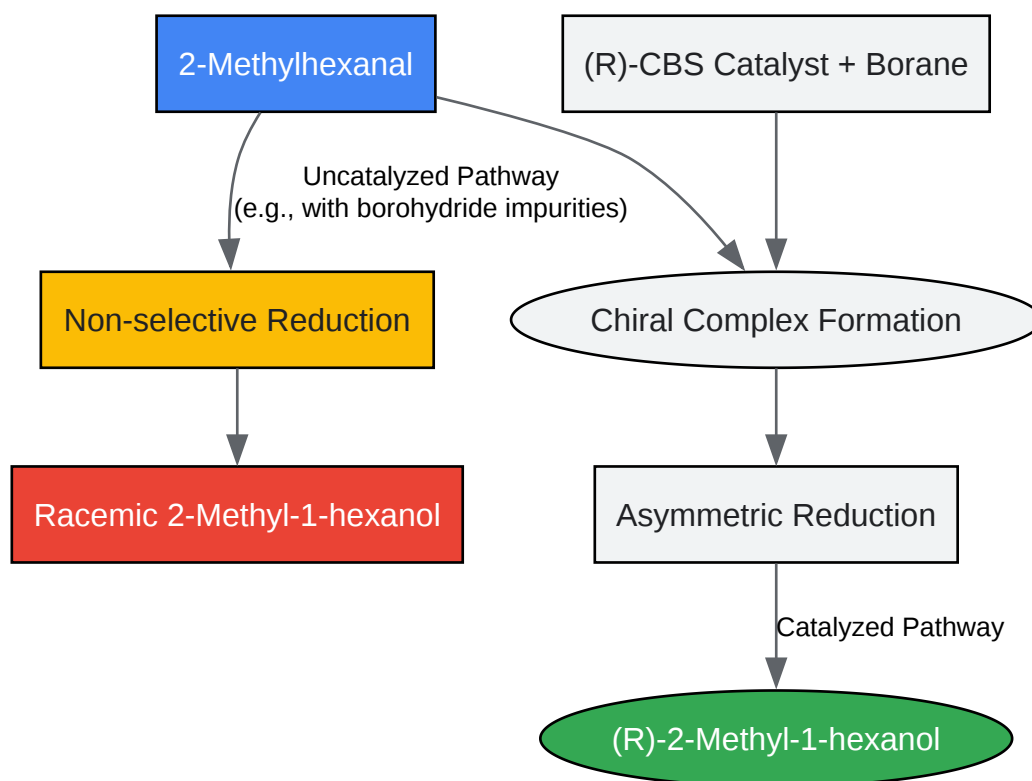 2-Methylhexanal
(R)-CBS Catalyst + Borane
Uncatalyzed Pathway
(e.g., with borohydride impurities)
Non-selective Reduction
Chiral Complex Formation
Racemic 2-Methyl-1-hexanol
Asymmetric Reduction
Catalyzed Pathway
(R)-2-Methyl-1-hexanol